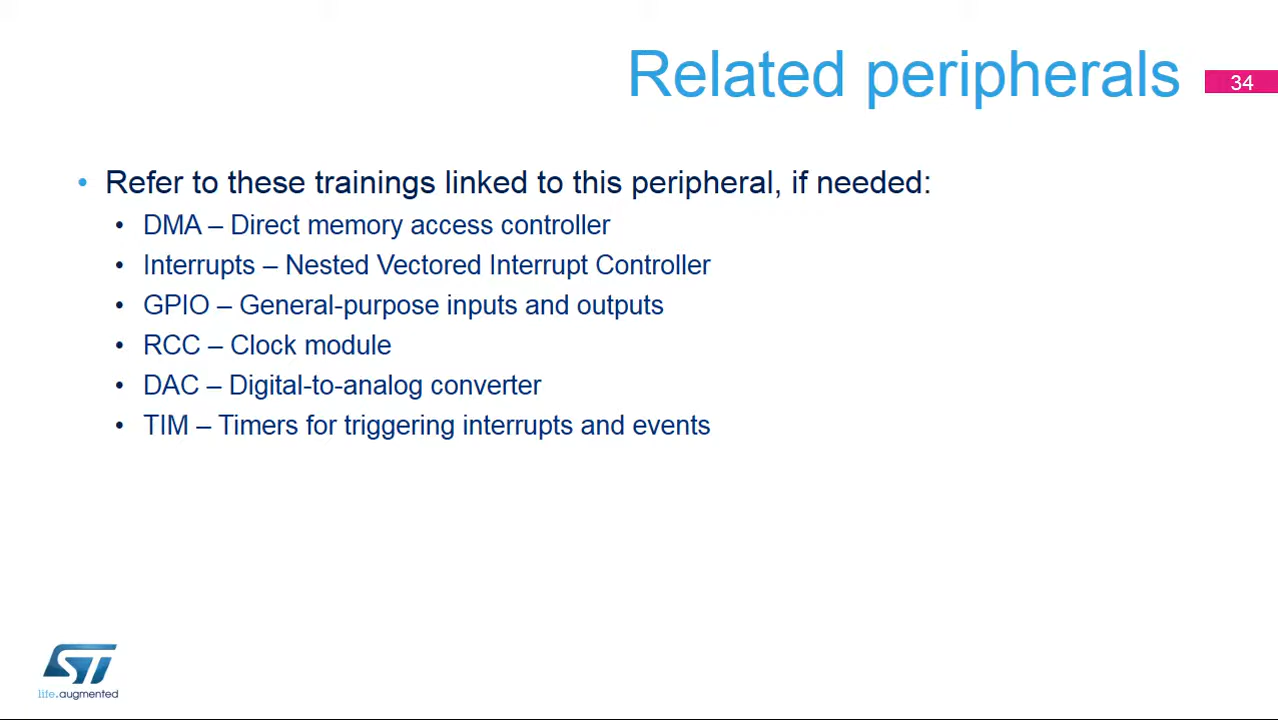 Related peripherals
34
• Refer to these trainings linked to this peripheral, if needed:
• DMA – Direct memory access controller
• Interrupts – Nested Vectored Interrupt Controller
• GPIO – General-purpose inputs and outputs
• RCC – Clock module
• DAC – Digital-to-analog converter
• TIM – Timers for triggering interrupts and events
ST
life.augmented